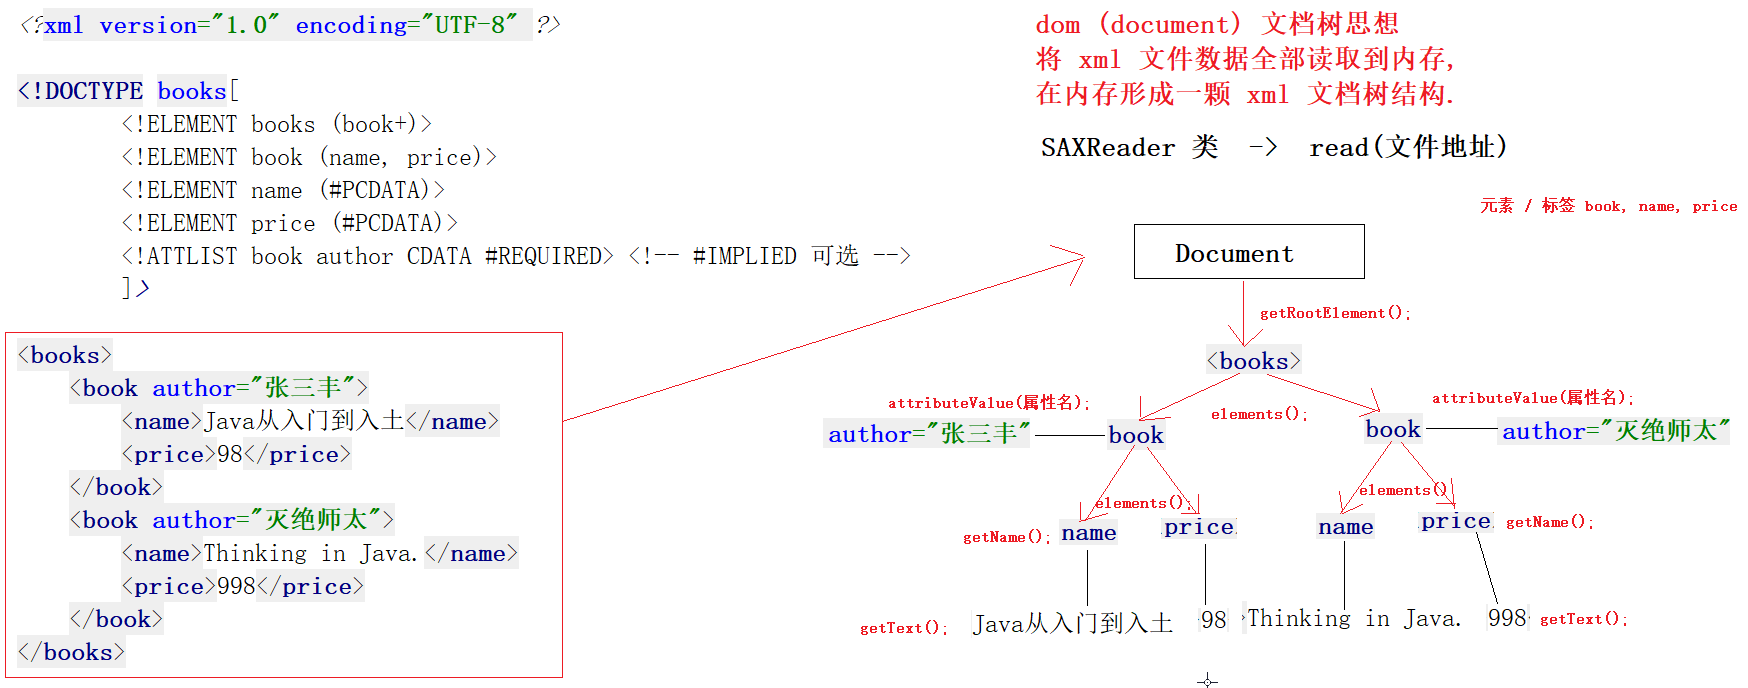 <?xml version="1.0" encoding="UTF-8" ?>
<!DOCTYPE books[
<!ELEMENT books (book+)>
<!ELEMENT book (name, price)>
<!ELEMENT name (#PCDATA)>
<!ELEMENT price (#PCDATA)>
<!ATTLIST book author CDATA #REQUIRED> <!-- #IMPLIED 可选 -->
]>
<books>
<book author="张三丰">
<name>Java从入门到入土</name>
<price>98</price>
</book>
<book author="灭绝师太">
<name>Thinking in Java.</name>
<price>998</price>
</book>
</books>
dom (document) 文档树思想
将 xml 文件数据全部读取到内存,
在内存形成一颗 xml 文档树结构.
SAXReader 类 -> read(文件地址)
元素 / 标签 book, name, price
Document
getRootElement();
<books>
attributeValue(属性名);
elements();
attributeValue(属性名);
author="张三丰"
book
book
author="灭绝师太"
elements();
elements()
getName();
name
price
name
price
getName();
getText();
Java从入门到入土
98
Thinking in Java.
998
getText();